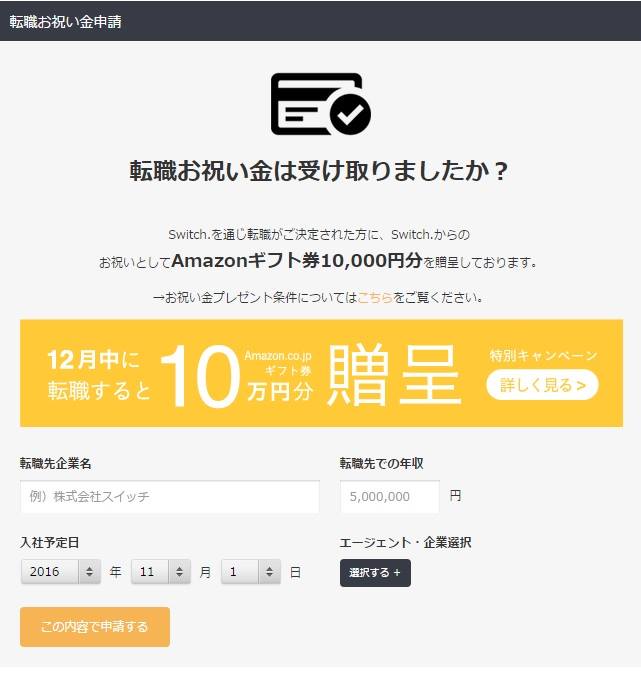 転職お祝い金申請
転職お祝い金は受け取りましたか？
Switch.を通じ転職がご決定された方に、Switch.からの
お祝いとしてAmazonギフト券10,000円分を贈呈しております。
→お祝い金プレゼント条件についてはこちらをご覧ください。
12月中に
転職すると
10
Amazon.co.jp
ギフト券
万円分
贈呈
特別キャンペーン
詳しく見る >
転職先企業名
転職先での年収
例）株式会社スイッチ
5,000,000 円
入社予定日
エージェント・企業選択
2016 年 11 月 1 日
選択する +
この内容で申請する